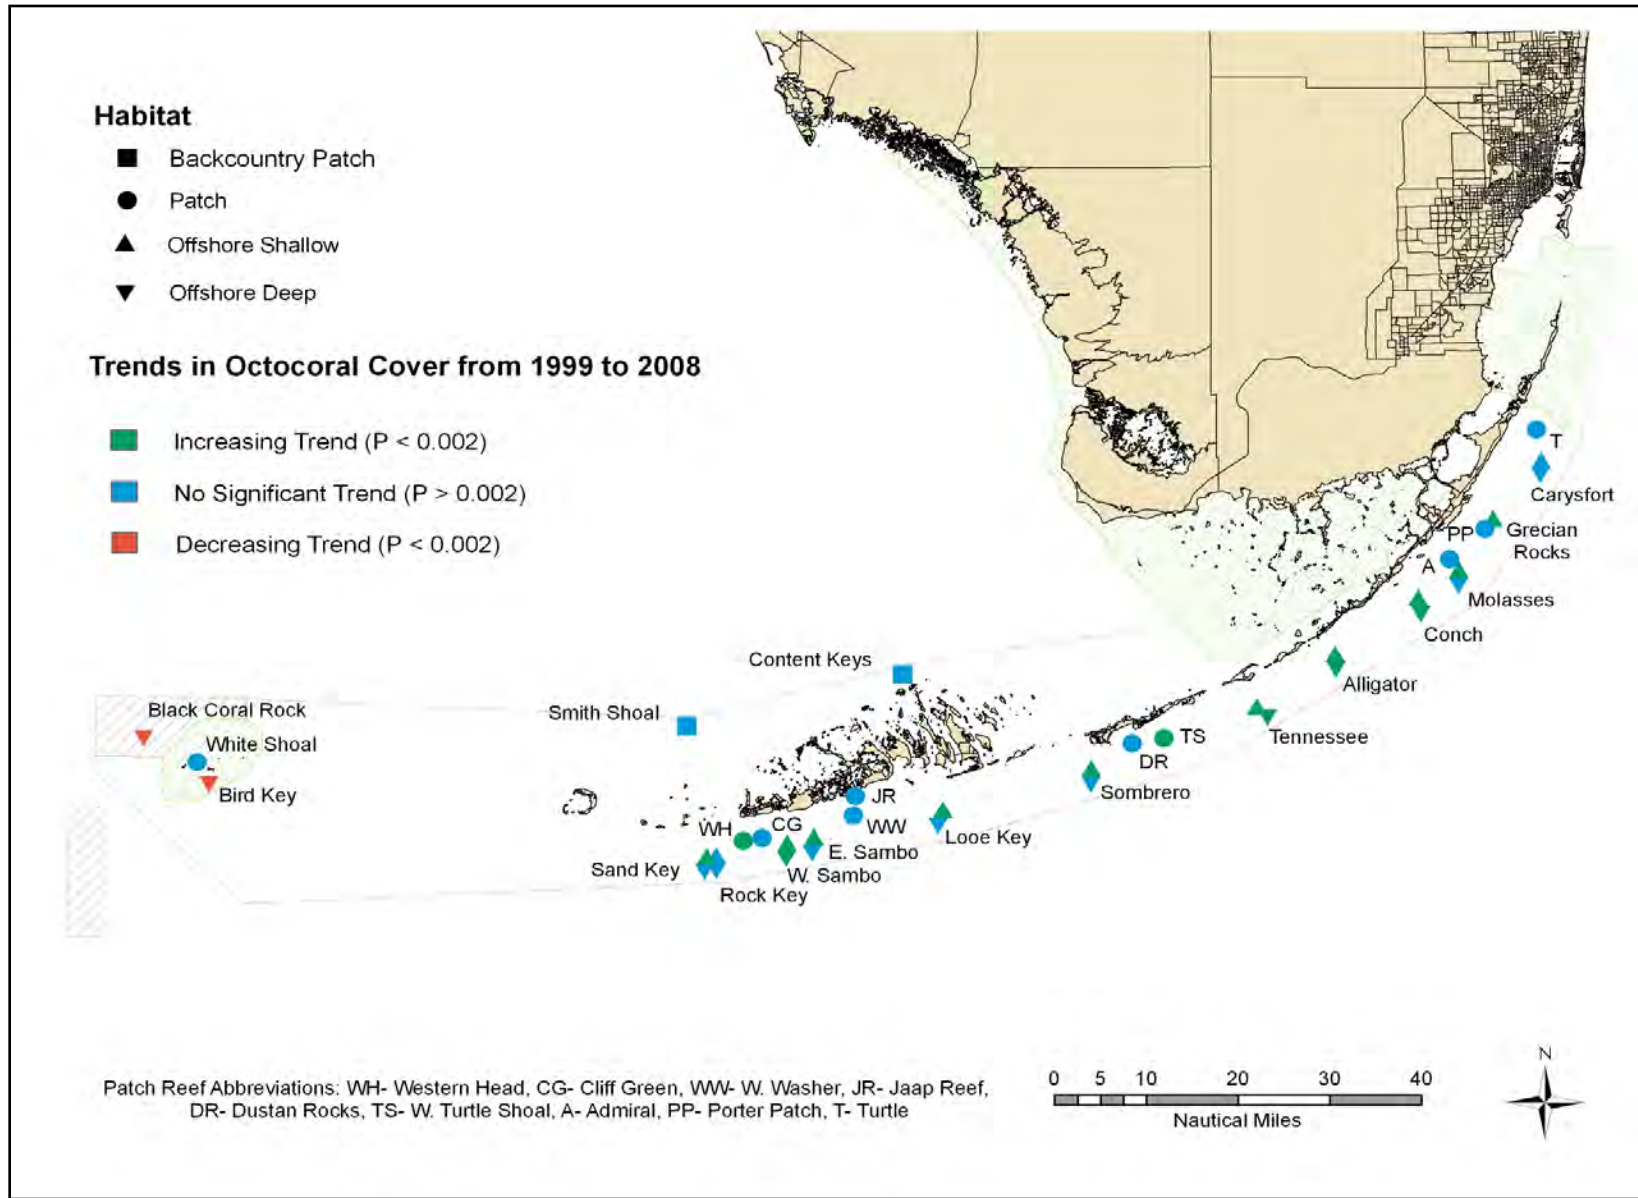 Habitat
Backcountry Patch
Patch
Offshore Shallow
Offshore Deep
Trends in Octocoral Cover from 1999 to 2008
Increasing Trend (P < 0.002)
No Significant Trend (P > 0.002)
Decreasing Trend (P < 0.002)
T
Carysfort
PP
Grecian
Rocks
A
Molasses
Conch
Alligator
Tennessee
TS
DR
Sombrero
Content Keys
Smith Shoal
Black Coral Rock
White Shoal
Bird Key
JR
WW
Looe Key
WH
CG
E. Sambo
W. Sambo
Sand Key
Rock Key
Patch Reef Abbreviations: WH- Western Head, CG- Cliff Green, WW- W. Washer, JR- Jaap Reef,
DR- Dustan Rocks, TS- W. Turtle Shoal, A- Admiral, PP- Porter Patch, T- Turtle
0 5 10 20 30 40
Nautical Miles
N